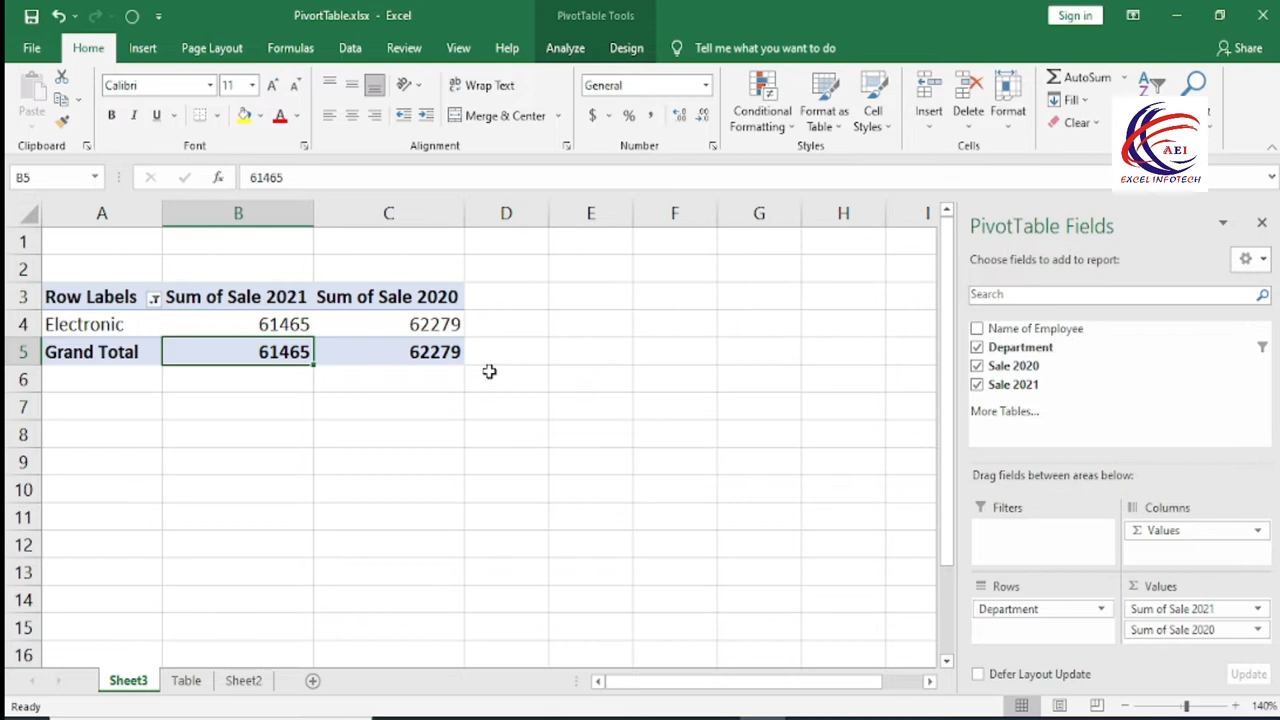 PivortTable.xlsx - Excel
PivotTable Tools
Sign in
File Home Insert Page Layout Formulas Data Review View Help Analyze Design Tell me what you want to do Share
Paste
Clipboard
Calibri 11
B I U A
Font
Wrap Text
Merge & Center
Alignment
General
$ % ,
Number
Conditional Formatting
Format as Table
Cell Styles
Styles
Insert Delete Format
Cells
AutoSum
Fill
Clear
AEI
EXCEL INFOTECH
B5 fx 61465
A B C D E F G H I
1
2
3 Row Labels Sum of Sale 2021 Sum of Sale 2020
4 Electronic 61465 62279
5 Grand Total 61465 62279
6
7
8
9
10
11
12
13
14
15
16
PivotTable Fields
Choose fields to add to report:
Search
Name of Employee
Department
Sale 2020
Sale 2021
More Tables...
Drag fields between areas below:
Filters
Columns
Σ Values
Rows
Department
Σ Values
Sum of Sale 2021
Sum of Sale 2020
Defer Layout Update Update
Sheet3 Table Sheet2
Ready 140%